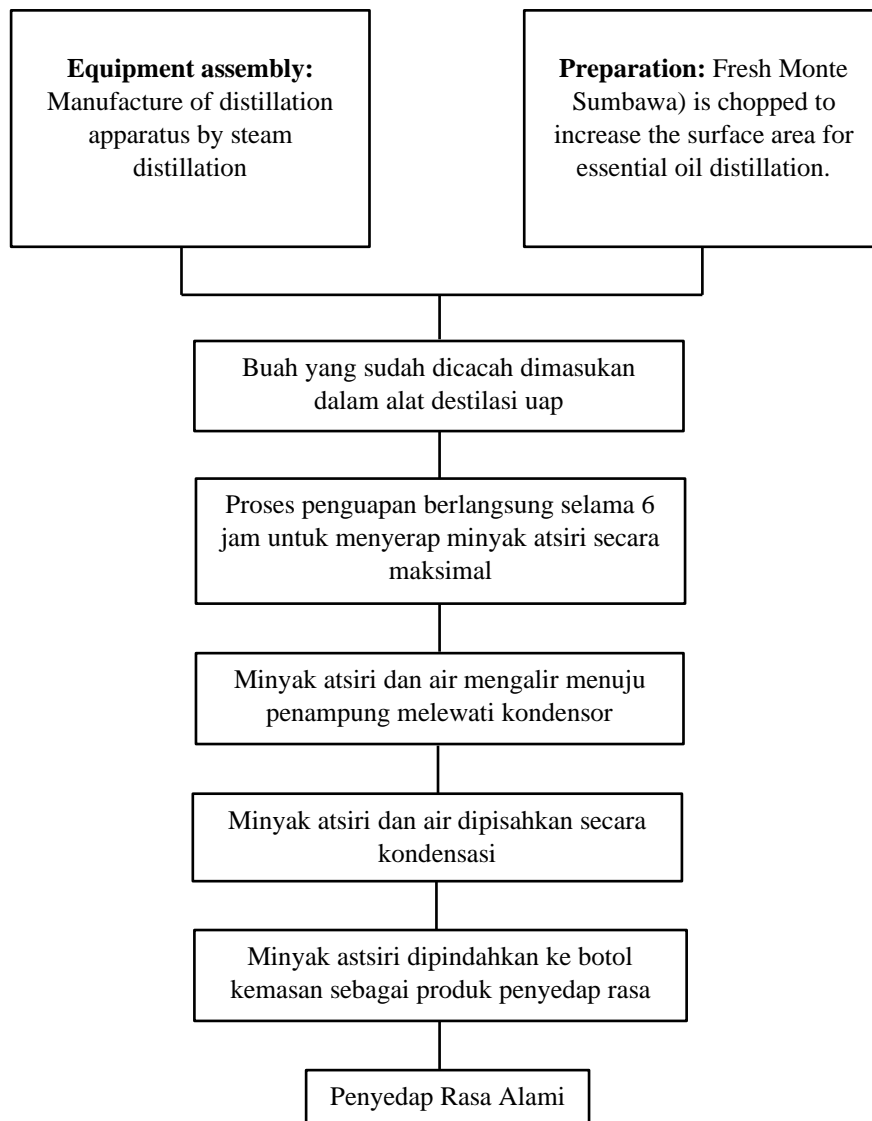 Equipment assembly:
Manufacture of distillation
apparatus by steam
distillation
Preparation: Fresh Monte
Sumbawa) is chopped to
increase the surface area for
essential oil distillation.
Buah yang sudah dicacah dimasukan
dalam alat destilasi uap
Proses penguapan berlangsung selama 6
jam untuk menyerap minyak atsiri secara
maksimal
Minyak atsiri dan air mengalir menuju
penampung melewati kondensor
Minyak atsiri dan air dipisahkan secara
kondensasi
Minyak astsiri dipindahkan ke botol
kemasan sebagai produk penyedap rasa
Penyedap Rasa Alami